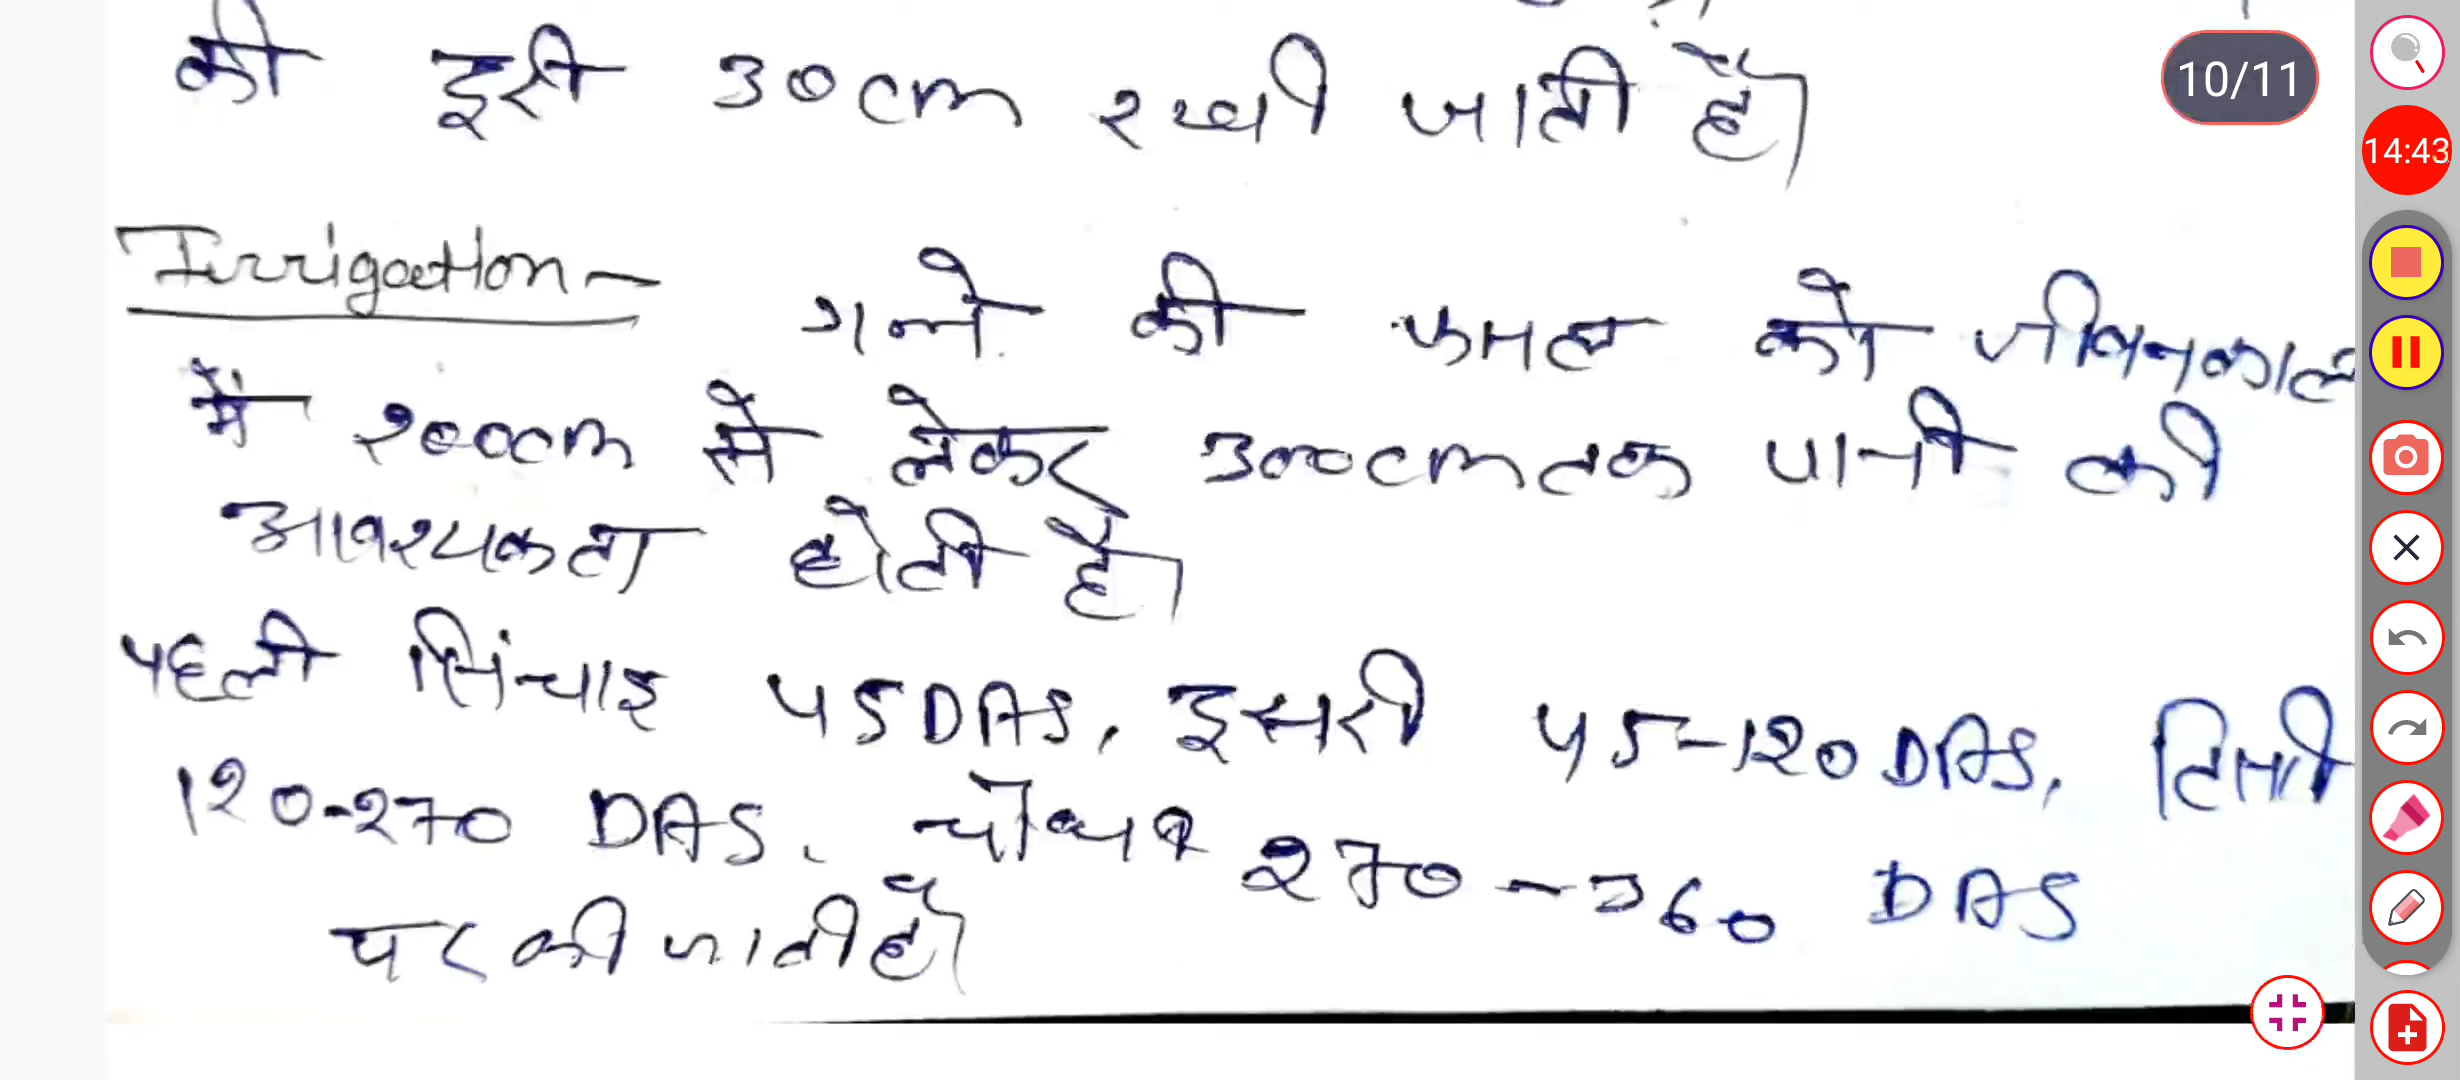 की दुरी 30cm रखी जाती है।
10/11
14:43
Irrigation - गन्ने की फसल को जीवनकाल
में 200cm से लेकर 300cm तक पानी की
आवश्यकता होती है।
पहली सिंचाइ 45DAS, दुसरी 45-120 DAS,
120-270 DAS, 270-360 DAS
पर की जाती है।